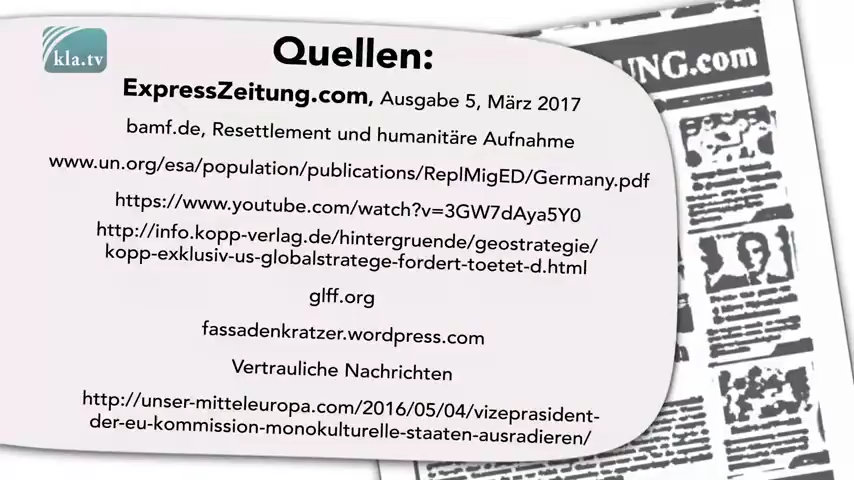 kla.tv
Quellen:
ExpressZeitung.com, Ausgabe 5, März 2017
bamf.de, Resettlement und humanitäre Aufnahme
www.un.org/esa/population/publications/ReplMigED/Germany.pdf
https://www.youtube.com/watch?v=3GW7dAya5Y0
http://info.kopp-verlag.de/hintergruende/geostrategie/
kopp-exklusiv-us-globalstratege-fordert-toetet-d.html
glff.org
fassadenkratzer.wordpress.com
Vertrauliche Nachrichten
http://unser-mitteleuropa.com/2016/05/04/vizeprasident-
der-eu-kommission-monokulturelle-staaten-ausradieren/
UNG.com